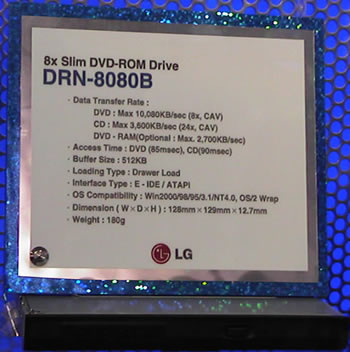 8x Slim DVD-ROM Drive
DRN-8080B
· Data Transfer Rate :
DVD : Max 10,080KB/sec (8x, CAV)
CD : Max 3,600KB/sec (24x, CAV)
DVD - RAM(Optional : Max. 2,700KB/sec)
· Access Time : DVD (85msec), CD(90msec)
· Buffer Size : 512KB
· Loading Type : Drawer Load
· Interface Type : E - IDE / ATAPI
· OS Compatibility : Win2000/98/95/3.1/NT4.0, OS/2 Wrap
· Dimension ( W×D×H ) : 128mm×129mm×12.7mm
· Weight : 180g
LG